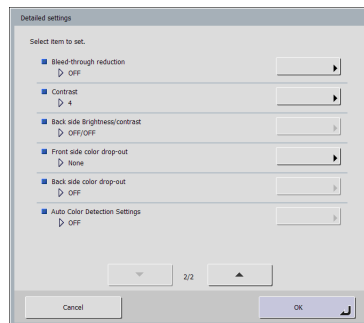 Detailed settings
Select item to set.
Bleed-through reduction
OFF
Contrast
4
Back side Brightness/contrast
OFF/OFF
Front side color drop-out
None
Back side color drop-out
OFF
Auto Color Detection Settings
OFF
2/2
Cancel
OK